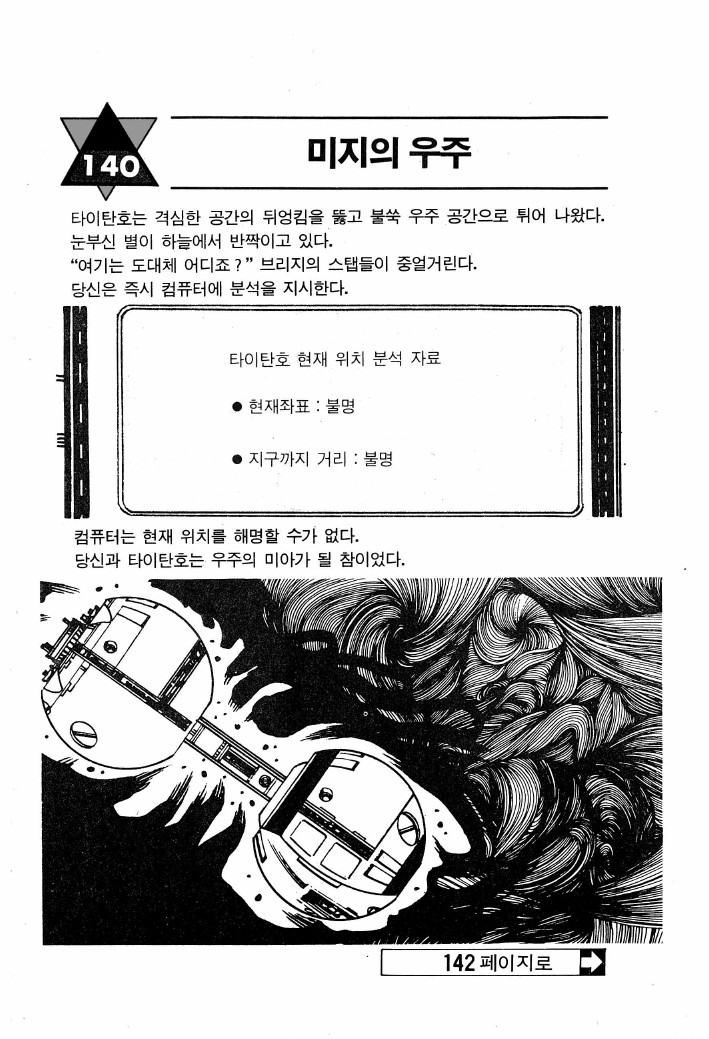 140
미지의 우주
타이탄호는 격심한 공간의 뒤엉킴을 뚫고 불쑥 우주 공간으로 튀어 나왔다.
눈부신 별이 하늘에서 반짝이고 있다.
“여기는 도대체 어디죠?” 브리지의 스탭들이 중얼거린다.
당신은 즉시 컴퓨터에 분석을 지시한다.
타이탄호 현재 위치 분석 자료
● 현재좌표 : 불명
● 지구까지 거리 : 불명
컴퓨터는 현재 위치를 해명할 수가 없다.
당신과 타이탄호는 우주의 미아가 될 참이었다.
142 페이지로